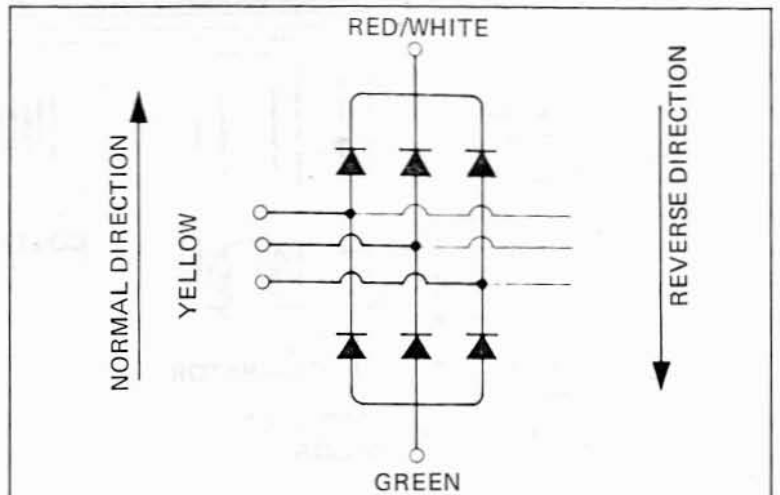 RED/WHITE
NORMAL DIRECTION
YELLOW
REVERSE DIRECTION
GREEN